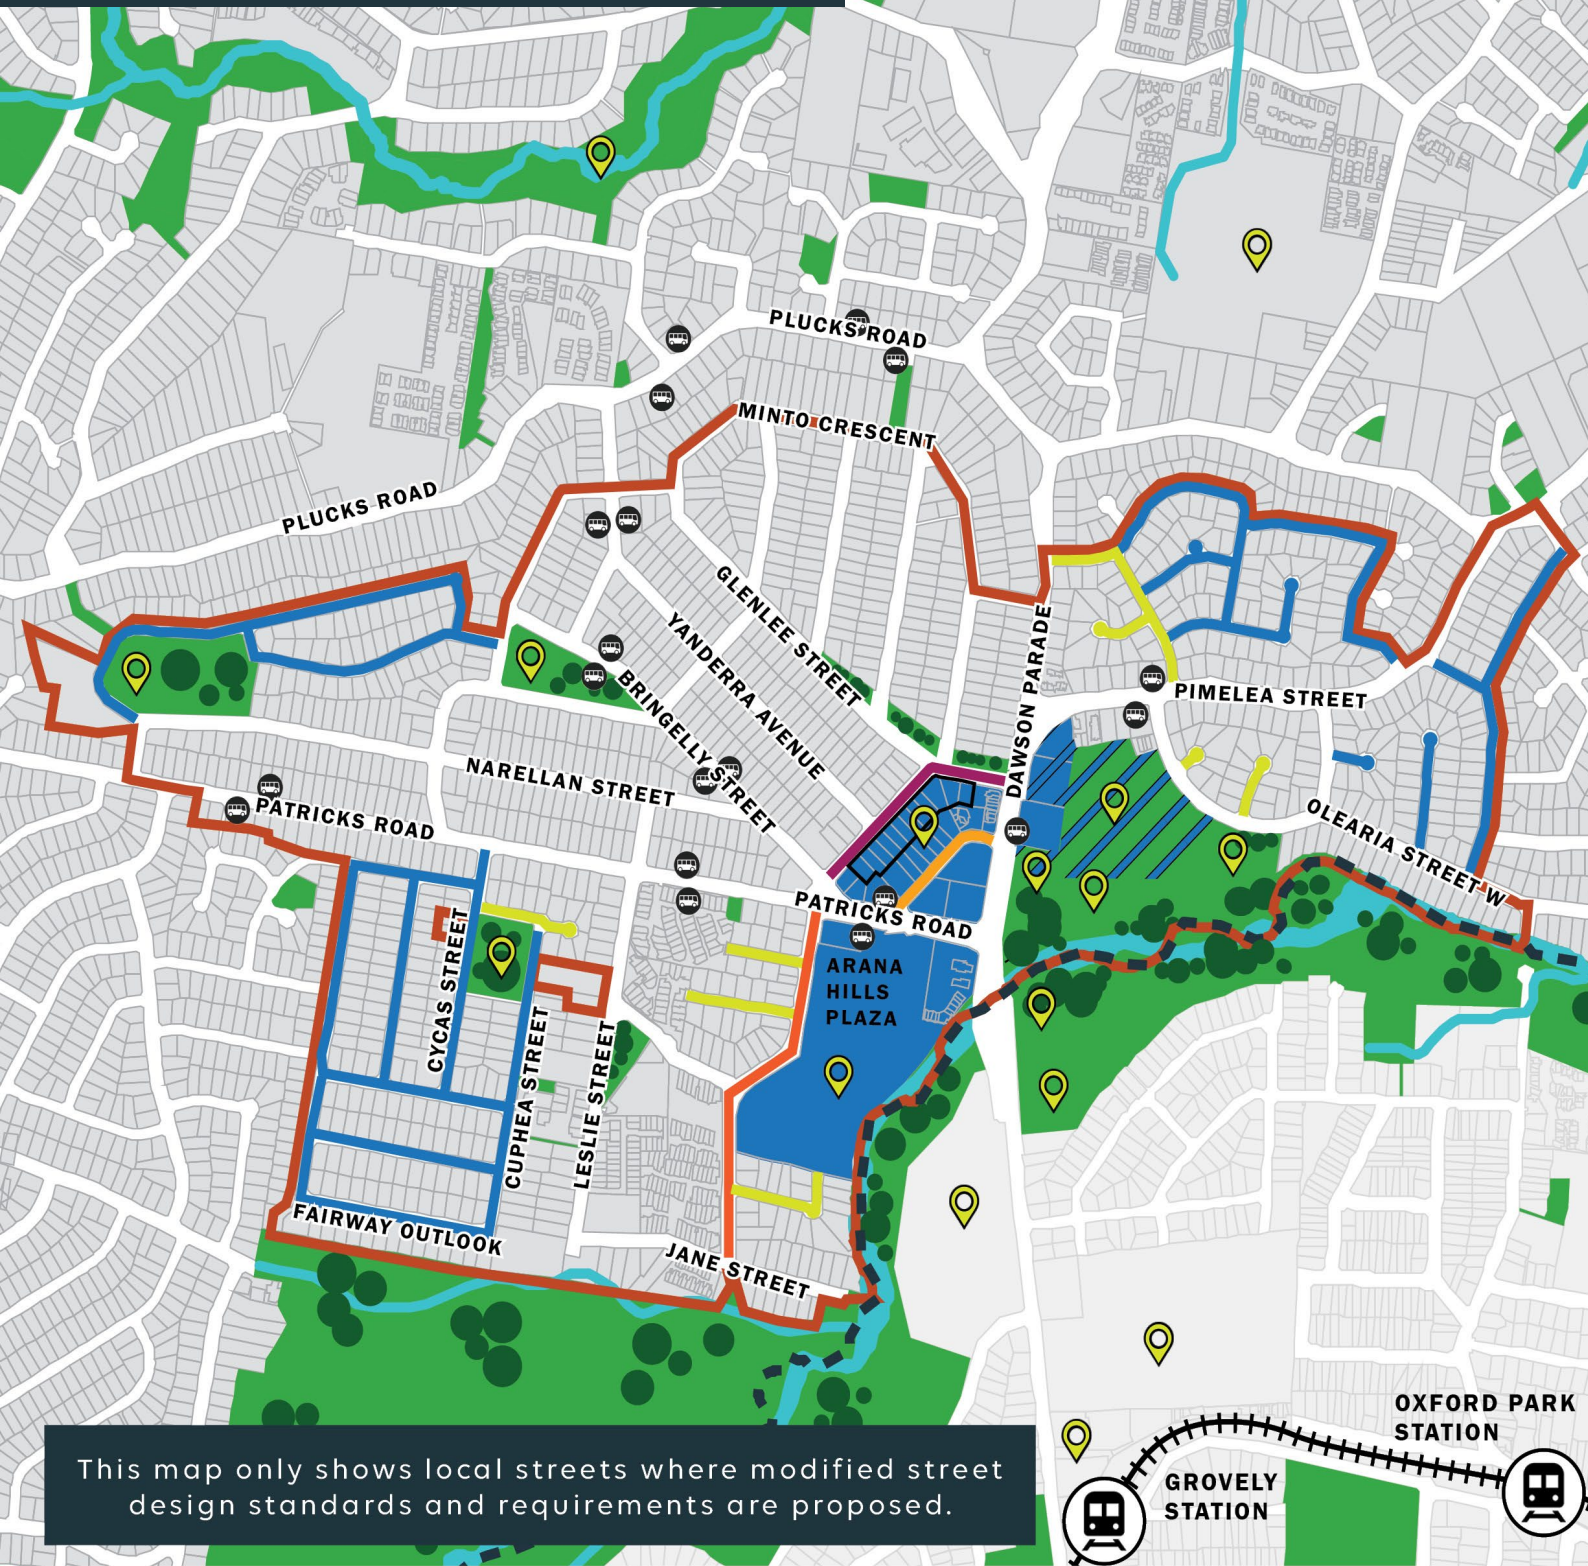 PLUCKS ROAD
MINTO CRESCENT
PLUCKS ROAD
GLENLEE STREET
YANDERRA AVENUE
BRINGELLY STREET
DAWSON PARADE
PIMELEA STREET
NARELLAN STREET
PATRICKS ROAD
OLEARIA STREET W
PATRICKS ROAD
ARANA
HILLS
PLAZA
CYCAS STREET
CUPHEA STREET
LESLIE STREET
FAIRWAY OUTLOOK
JANE STREET
OXFORD PARK
STATION
GROVELY
STATION
This map only shows local streets where modified street
design standards and requirements are proposed.